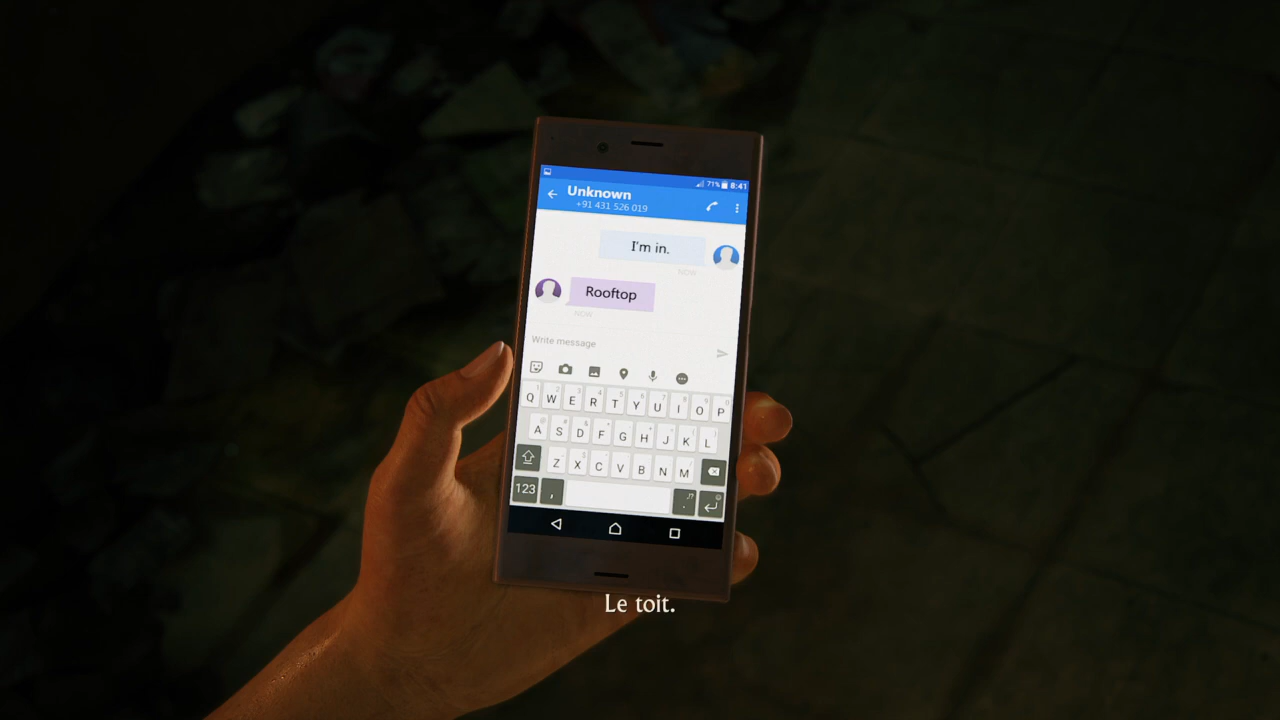 71% 8:41
Unknown
+91 431 526 019
I'm in.
NOW
Rooftop
NOW
Write message
Q W E R T Y U I O P
A S D F G H J K L
Z X C V B N M
123 , .
Le toit.